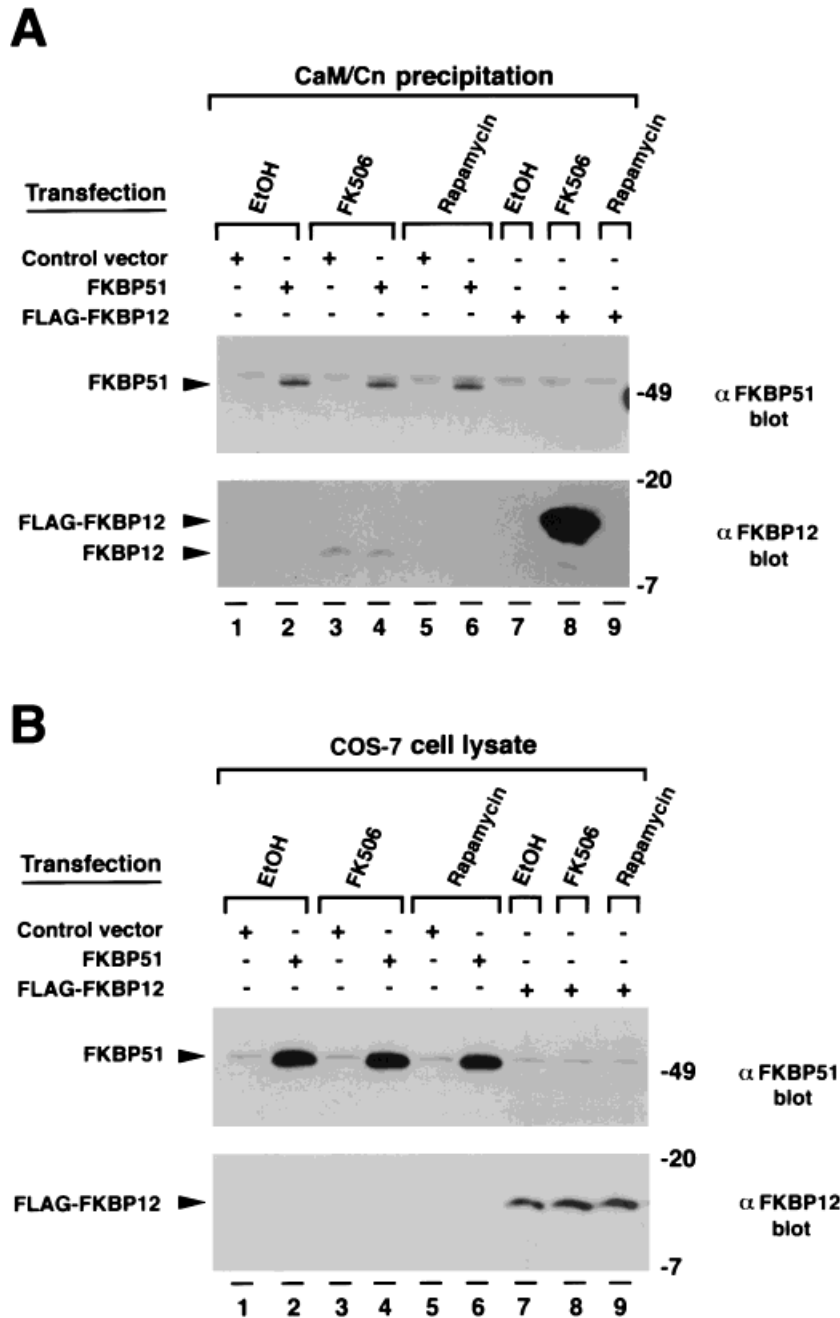 A
CaM/Cn precipitation
Transfection
EtOH FK506 Rapamycin EtOH FK506 Rapamycin
Control vector + - + - + - - - -
FKBP51 - + - + - + - - -
FLAG-FKBP12 - - - - - - + + +
FKBP51 -49 α FKBP51 blot
-20
FLAG-FKBP12
FKBP12 α FKBP12 blot
-7
1 2 3 4 5 6 7 8 9
B
COS-7 cell lysate
Transfection
EtOH FK506 Rapamycin EtOH FK506 Rapamycin
Control vector + - + - + - - - -
FKBP51 - + - + - + - - -
FLAG-FKBP12 - - - - - - + + +
FKBP51 -49 α FKBP51 blot
-20
FLAG-FKBP12 α FKBP12 blot
-7
1 2 3 4 5 6 7 8 9